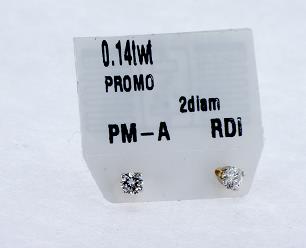 0.14twt
PROMO
2diam
PM-A RDI